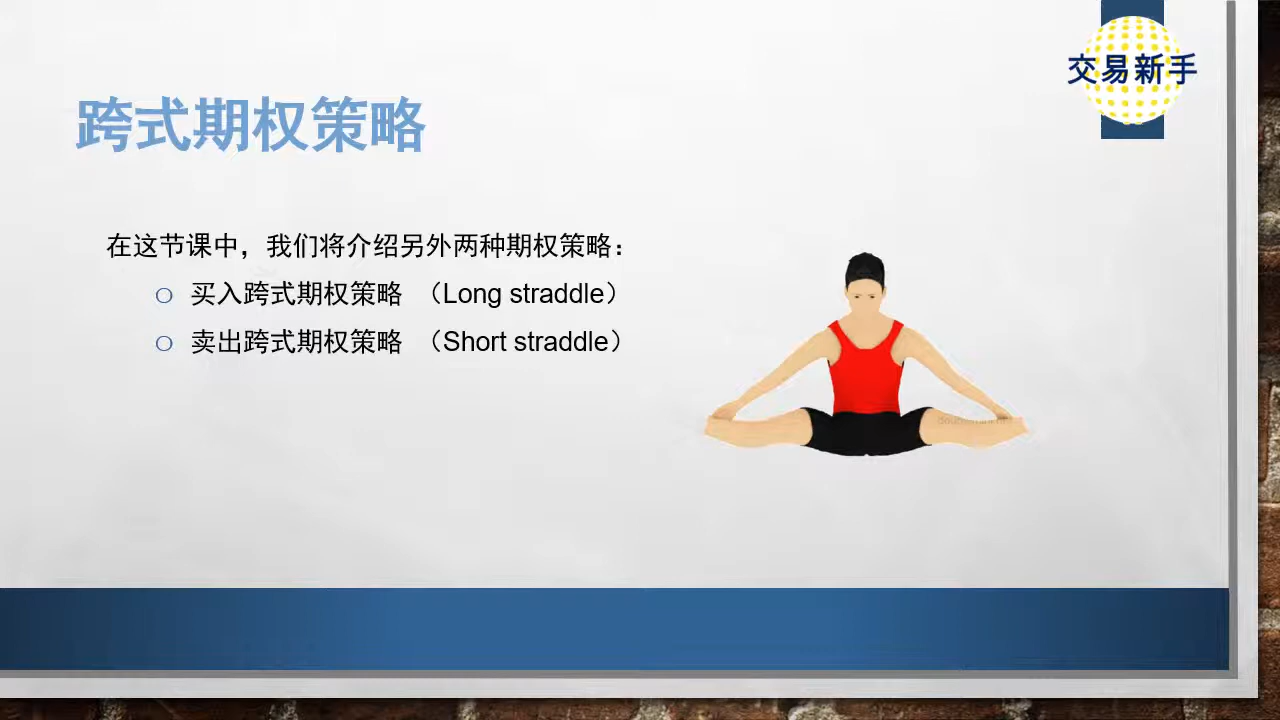 交易新手
跨式期权策略
在这节课中，我们将介绍另外两种期权策略：
买入跨式期权策略 （Long straddle）
卖出跨式期权策略 （Short straddle）